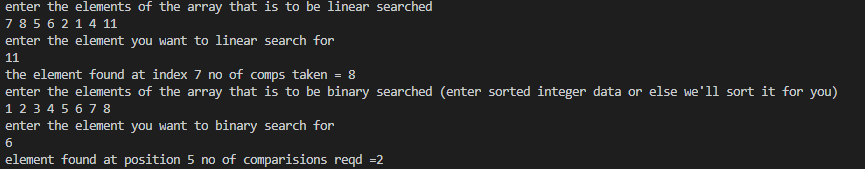 enter the elements of the array that is to be linear searched
7 8 5 6 2 1 4 11
enter the element you want to linear search for
11
the element found at index 7 no of comps taken = 8
enter the elements of the array that is to be binary searched (enter sorted integer data or else we'll sort it for you)
1 2 3 4 5 6 7 8
enter the element you want to binary search for
6
element found at position 5 no of comparisions reqd =2